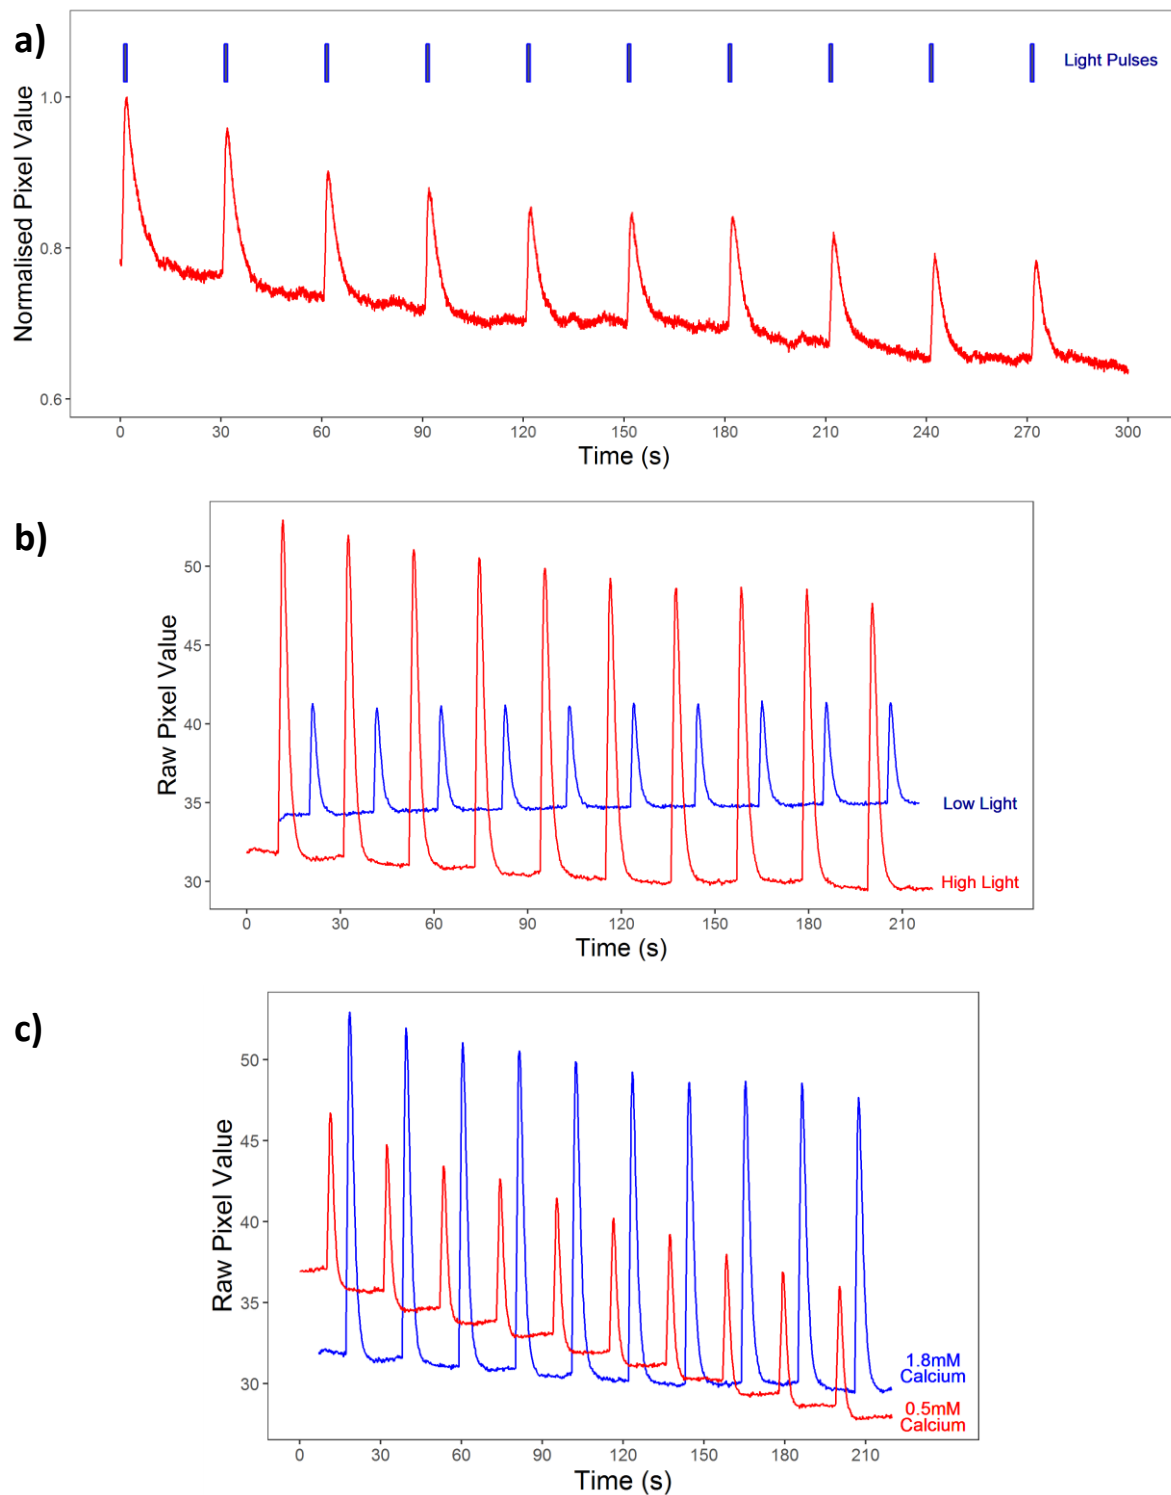 a)
Light Pulses
Normalised Pixel Value
1.0
0.8
0.6
0 30 60 90 120 150 180 210 240 270 300
Time (s)
b)
Raw Pixel Value
50
45
40
35
30
Low Light
High Light
0 30 60 90 120 150 180 210
Time (s)
c)
Raw Pixel Value
50
45
40
35
30
1.8mM
Calcium
0.5mM
Calcium
0 30 60 90 120 150 180 210
Time (s)